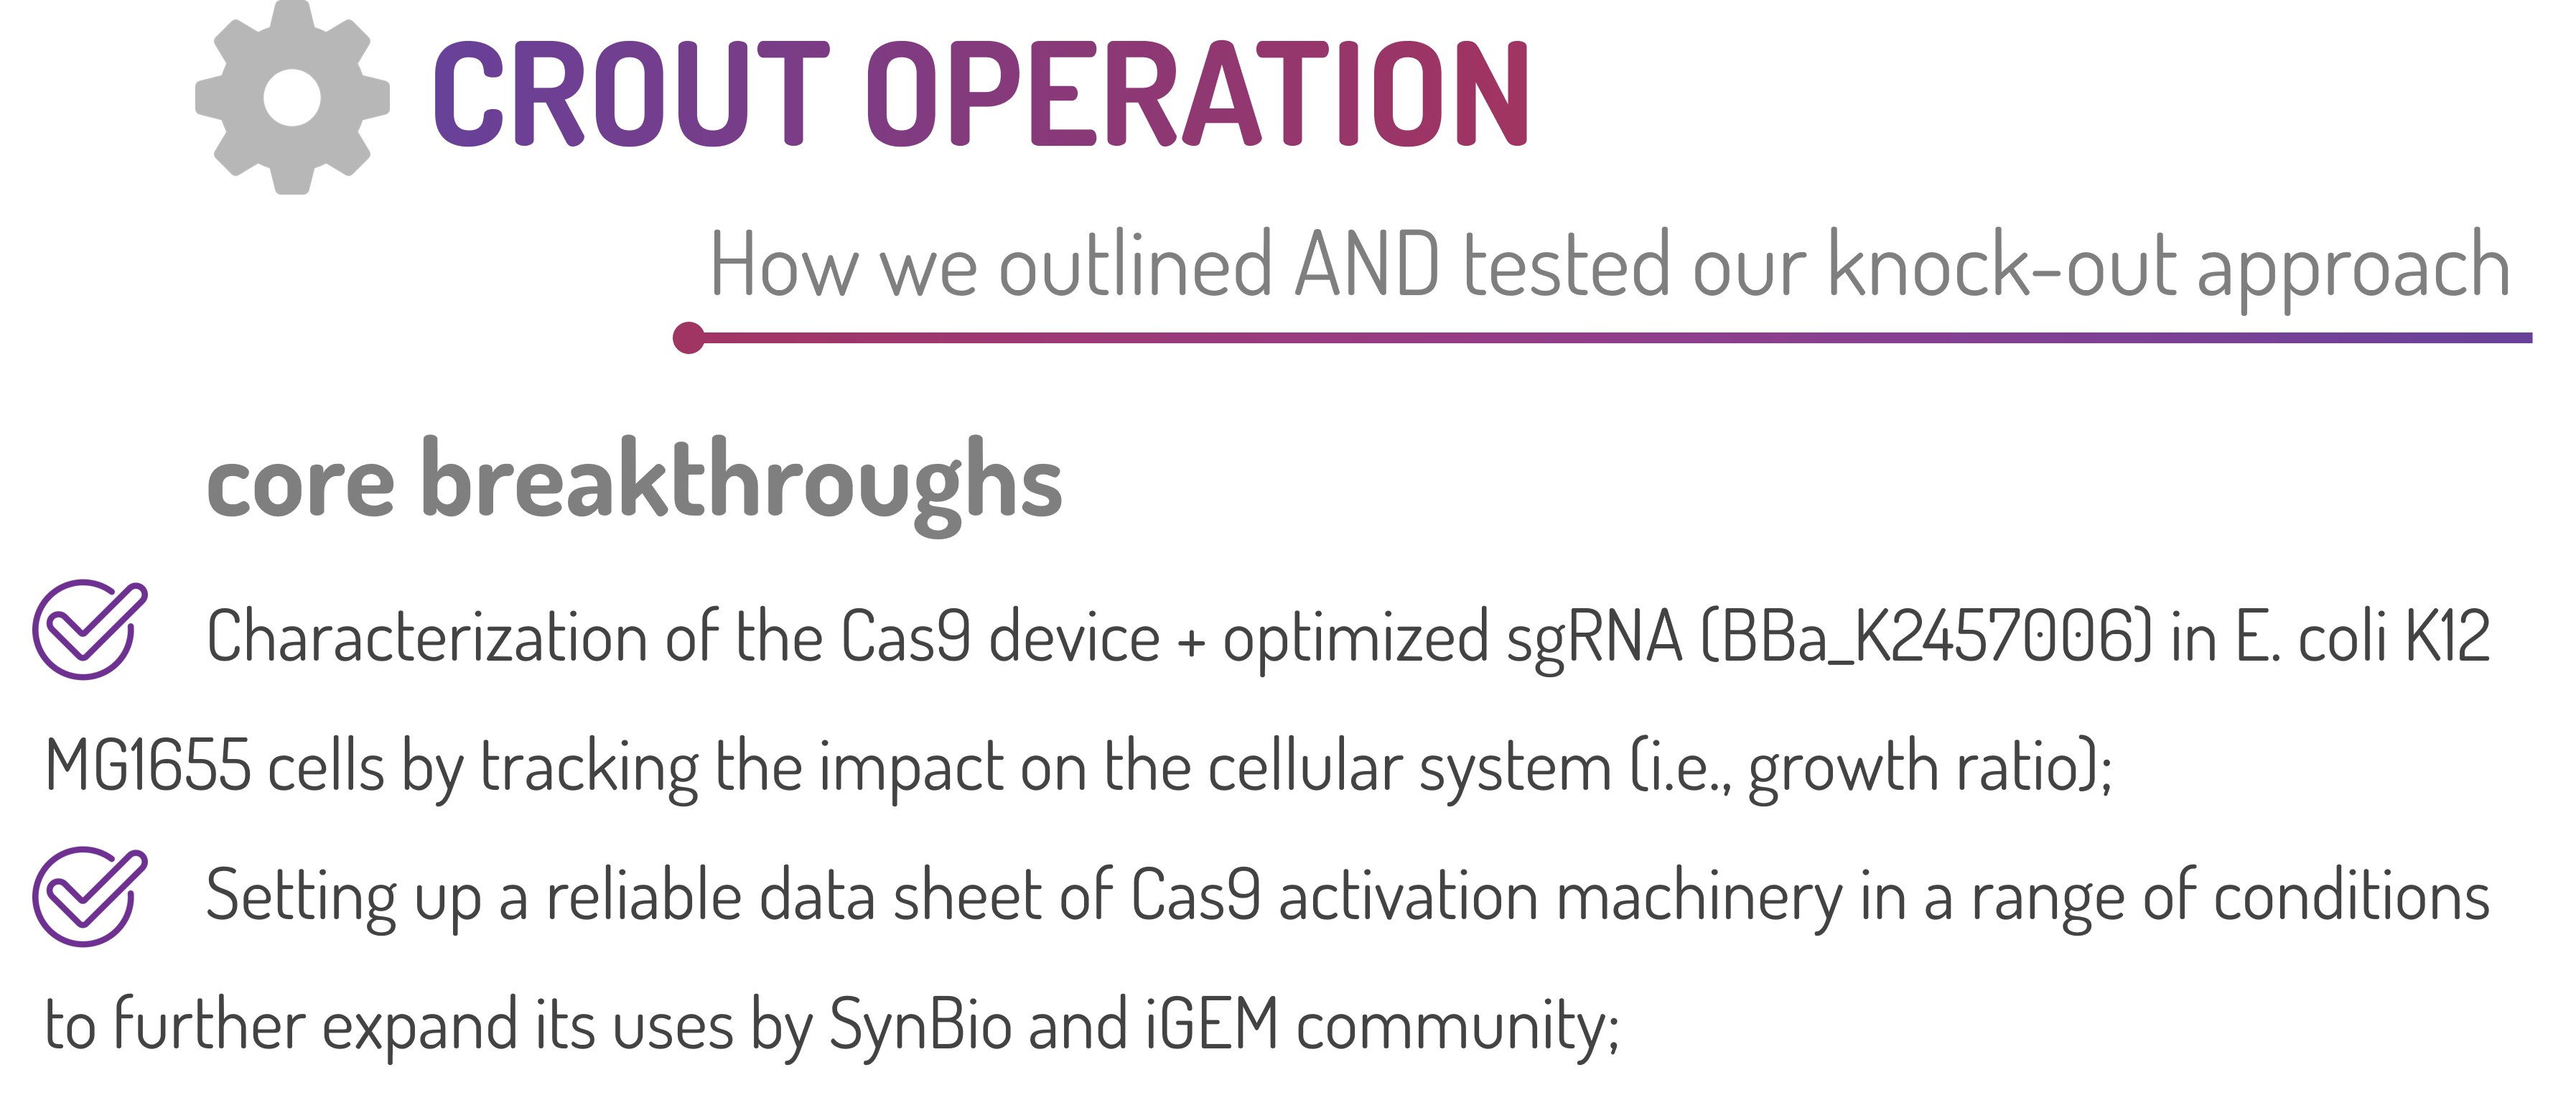 CROUT OPERATION
How we outlined AND tested our knock-out approach
core breakthroughs
Characterization of the Cas9 device + optimized sgRNA (BBa_K2457006) in E. coli K12
MG1655 cells by tracking the impact on the cellular system (i.e., growth ratio);
Setting up a reliable data sheet of Cas9 activation machinery in a range of conditions
to further expand its uses by SynBio and iGEM community;